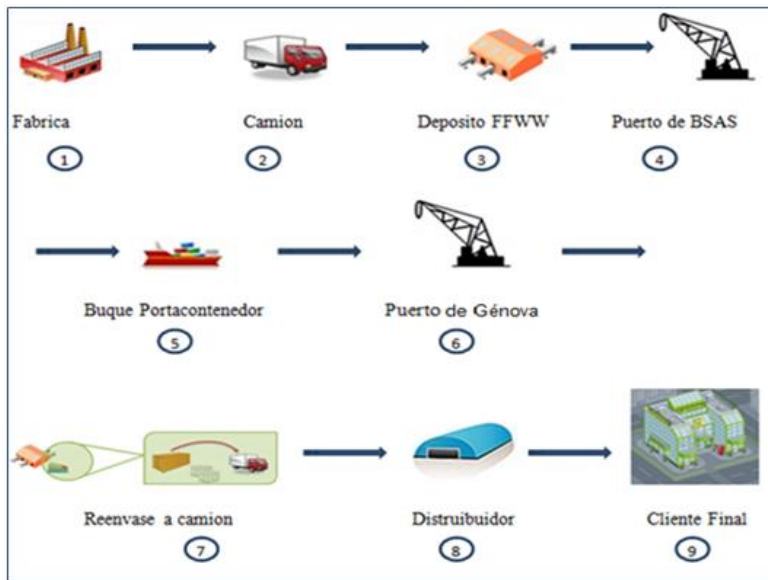 Fabrica
Camion
Deposito FFWW
Puerto de BSAS
1
2
3
4
Buque Portacontenedor
Puerto de Génova
5
6
Reenvase a camion
Distruibuidor
Cliente Final
7
8
9